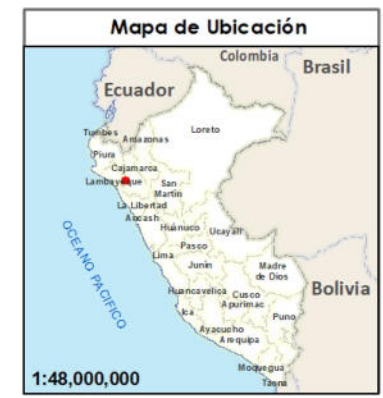 Mapa de Ubicación
Colombia
Brasil
Ecuador
Tumbes
Amazonas
Loreto
Piura
Cajamarca
Lambayeque
San
Martin
La Libertad
Ancash
Huánuco
Ucayali
OCEANO PACIFICO
Pasco
Lima
Junin
Madre
de Dios
Huancavelica
Cusco
Bolivia
Apurimac
Ica
Puno
Ayacucho
Arequipa
Moquegua
Tacna
1:48,000,000